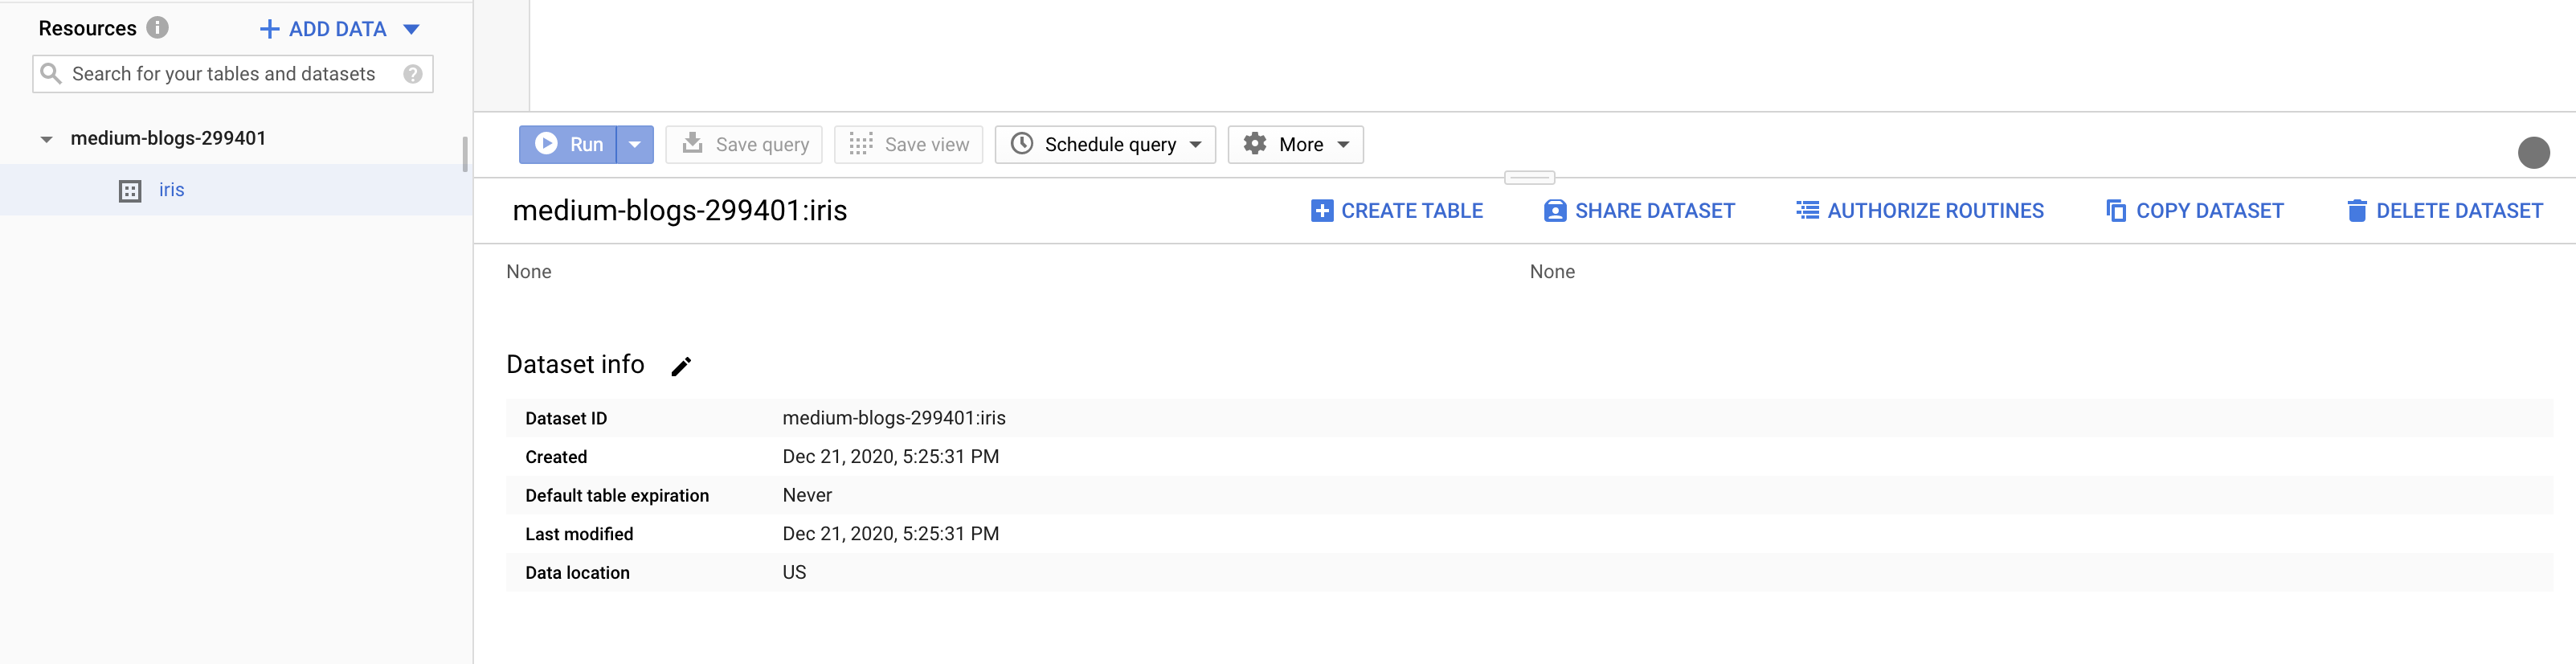 Resources
ADD DATA
Search for your tables and datasets
medium-blogs-299401
iris
Run
Save query
Save view
Schedule query
More
medium-blogs-299401:iris
CREATE TABLE
SHARE DATASET
AUTHORIZE ROUTINES
COPY DATASET
DELETE DATASET
None
None
Dataset info
Dataset ID medium-blogs-299401:iris
Created Dec 21, 2020, 5:25:31 PM
Default table expiration Never
Last modified Dec 21, 2020, 5:25:31 PM
Data location US